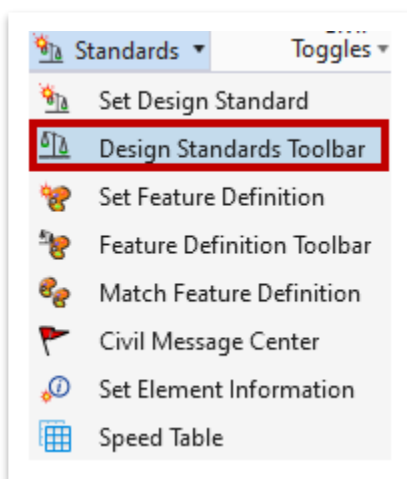 Standards
Toggles
Set Design Standard
Design Standards Toolbar
Set Feature Definition
Feature Definition Toolbar
Match Feature Definition
Civil Message Center
Set Element Information
Speed Table